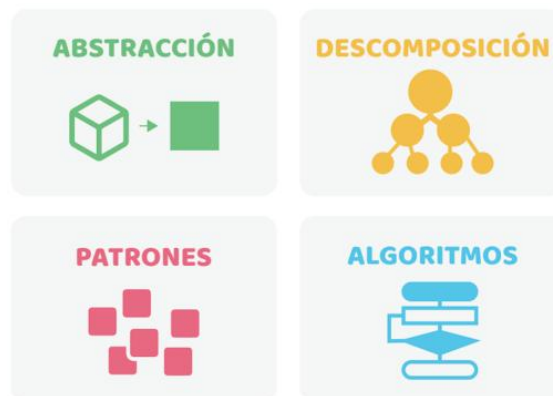 ABSTRACCIÓN
DESCOMPOSICIÓN
PATRONES
ALGORITMOS